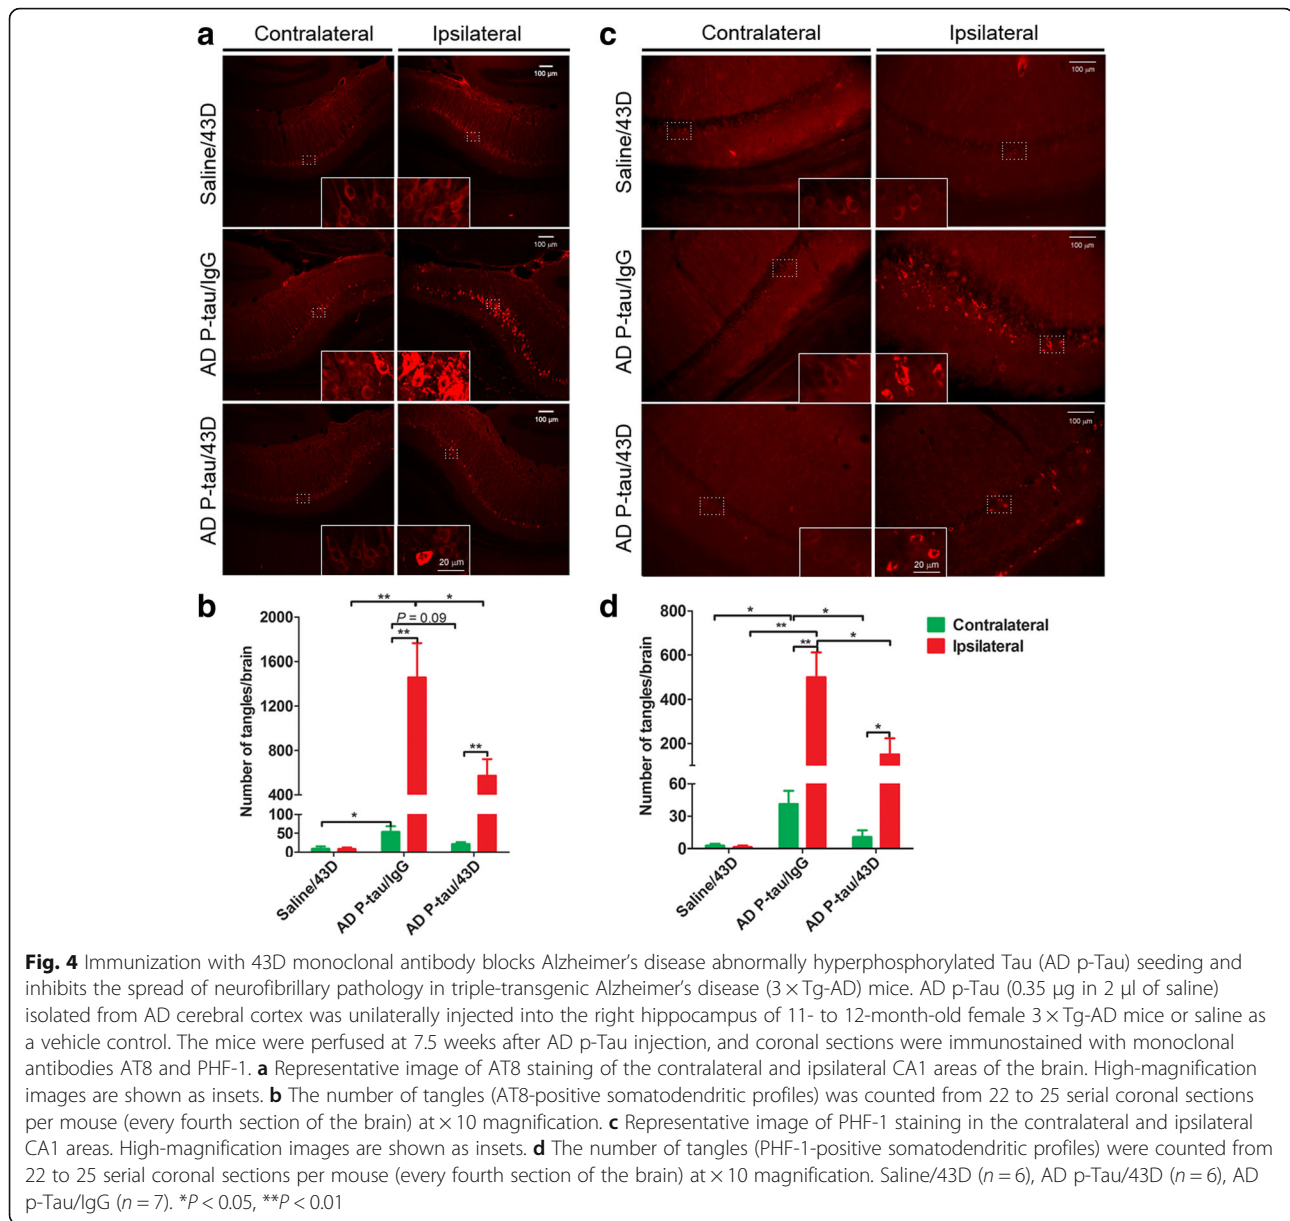 a
Contralateral
Ipsilateral
Saline/43D
100 µm
AD P-tau/IgG
100 µm
AD P-tau/43D
100 µm
20 µm
c
Contralateral
Ipsilateral
Saline/43D
100 µm
AD P-tau/IgG
100 µm
AD P-tau/43D
100 µm
20 µm
b
Number of tangles/brain
2000
1600
1200
800
400
100
50
0
** *
P = 0.09
**
**
*
Saline/43D
AD P-tau/IgG
AD P-tau/43D
d
Number of tangles/brain
800
600
400
200
60
30
0
* *
** *
**
*
Saline/43D
AD P-tau/IgG
AD P-tau/43D
Contralateral
Ipsilateral
Fig. 4 Immunization with 43D monoclonal antibody blocks Alzheimer's disease abnormally hyperphosphorylated Tau (AD p-Tau) seeding and
inhibits the spread of neurofibrillary pathology in triple-transgenic Alzheimer's disease (3 × Tg-AD) mice. AD p-Tau (0.35 μg in 2 μl of saline)
isolated from AD cerebral cortex was unilaterally injected into the right hippocampus of 11- to 12-month-old female 3 × Tg-AD mice or saline as
a vehicle control. The mice were perfused at 7.5 weeks after AD p-Tau injection, and coronal sections were immunostained with monoclonal
antibodies AT8 and PHF-1. a Representative image of AT8 staining of the contralateral and ipsilateral CA1 areas of the brain. High-magnification
images are shown as insets. b The number of tangles (AT8-positive somatodendritic profiles) was counted from 22 to 25 serial coronal sections
per mouse (every fourth section of the brain) at × 10 magnification. c Representative image of PHF-1 staining in the contralateral and ipsilateral
CA1 areas. High-magnification images are shown as insets. d The number of tangles (PHF-1-positive somatodendritic profiles) were counted from
22 to 25 serial coronal sections per mouse (every fourth section of the brain) at × 10 magnification. Saline/43D (n = 6), AD p-Tau/43D (n = 6), AD
p-Tau/IgG (n = 7). *P < 0.05, **P < 0.01